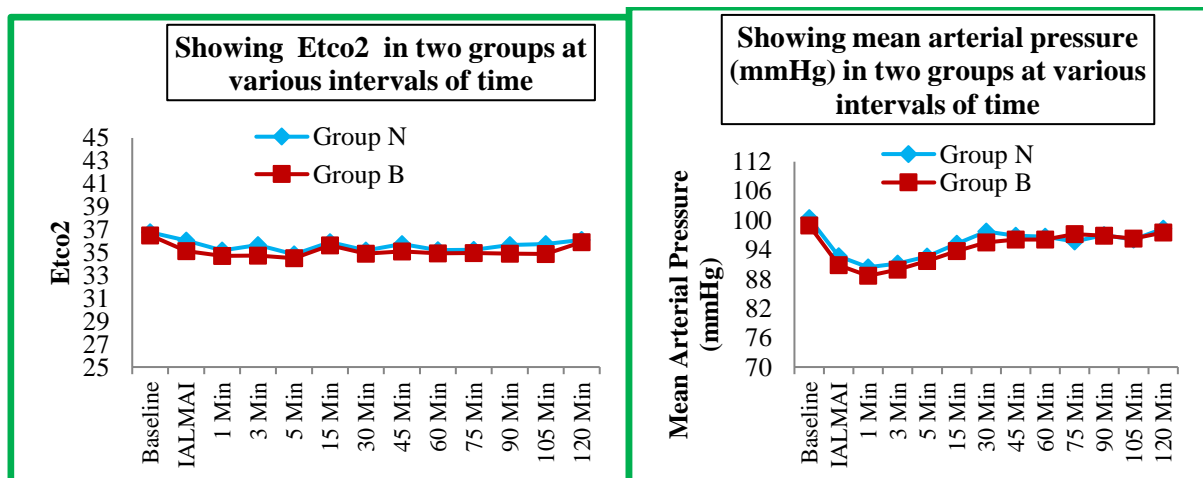 Showing Etco2 in two groups at
various intervals of time
Group N
Group B
Etco2
45
43
41
39
37
35
33
31
29
27
25
Baseline
IALMAI
1 Min
3 Min
5 Min
15 Min
30 Min
45 Min
60 Min
75 Min
90 Min
105 Min
120 Min
Showing mean arterial pressure
(mmHg) in two groups at various
intervals of time
Group N
Group B
Mean Arterial Pressure
(mmHg)
112
106
100
94
88
82
76
70
Baseline
IALMAI
1 Min
3 Min
5 Min
15 Min
30 Min
45 Min
60 Min
75 Min
90 Min
105 Min
120 Min